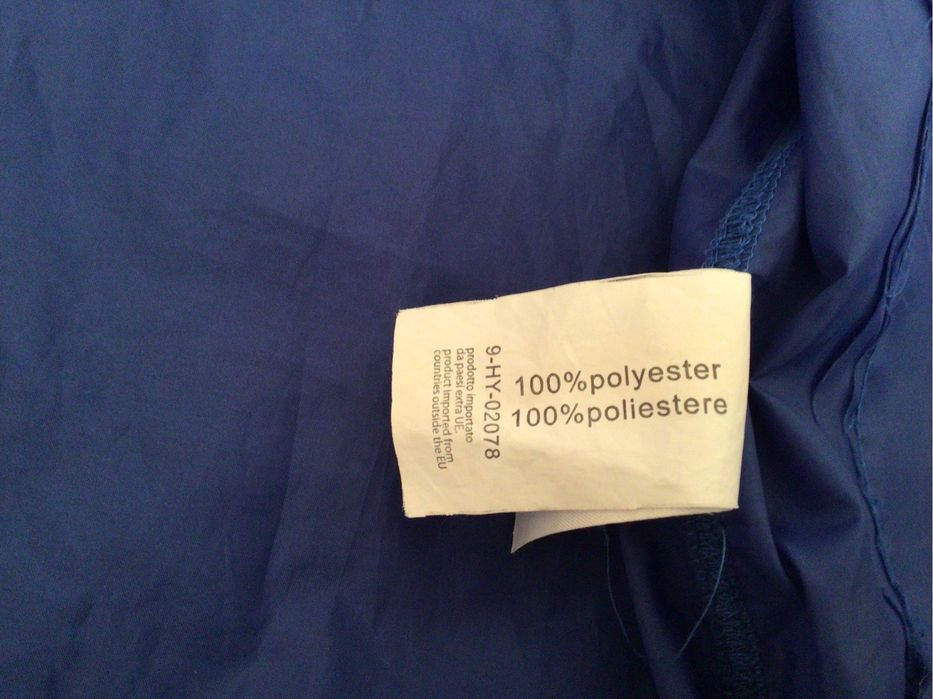 100%polyester
100%poliestere
9-HY-02078
prodotto importato
da paesi extra UE.
product imported from
countries outside the EU